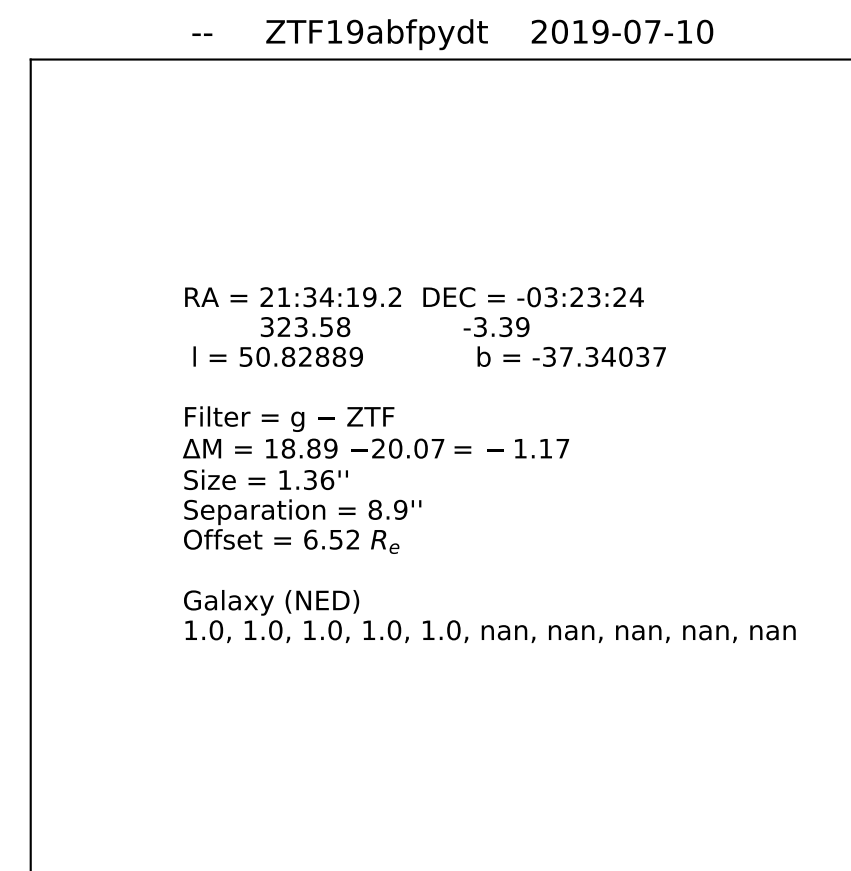 -- ZTF19abfpydt 2019-07-10
RA = 21:34:19.2 DEC = -03:23:24
323.58 -3.39
l = 50.82889 b = -37.34037
Filter = g − ZTF
ΔM = 18.89 −20.07 = − 1.17
Size = 1.36''
Separation = 8.9''
Offset = 6.52 Re
Galaxy (NED)
1.0, 1.0, 1.0, 1.0, 1.0, nan, nan, nan, nan, nan